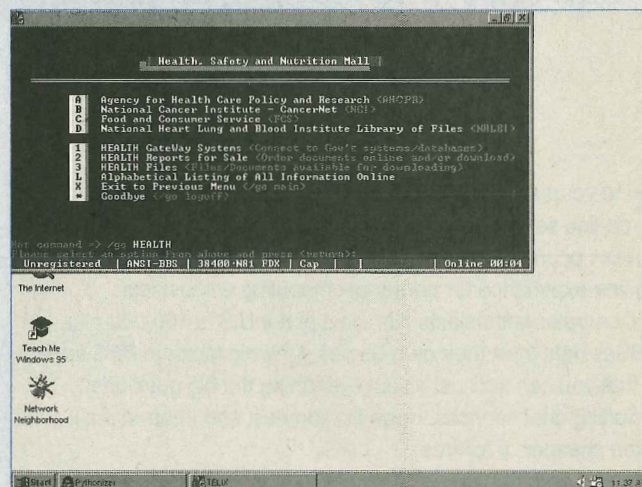 Health, Safety and Nutrition Mall
A Agency for Health Care Policy and Research <AHCPR>
B National Cancer Institute - CancerNet <NCI>
C Food and Consumer Service <FCS>
D National Heart Lung and Blood Institute Library of Files <NHLBI>
1 HEALTH GateWay Systems <Connect to Gov't systems/databases>
2 HEALTH Reports for Sale <Order documents online and/or download>
3 HEALTH Files <Files/Documents available for downloading>
L Alphabetical Listing of All Information Online
X Exit to Previous Menu </go main>
* Goodbye </go logoff>
command => /go HEALTH
Please select an option from above and press <return>:
Unregistered | ANSI-BBS | 38400·N81 FDX | Cap | | | Online 00:04
The Internet
Teach Me
Windows 95
Network
Neighborhood
Start Pythonizer TELIX 11:37